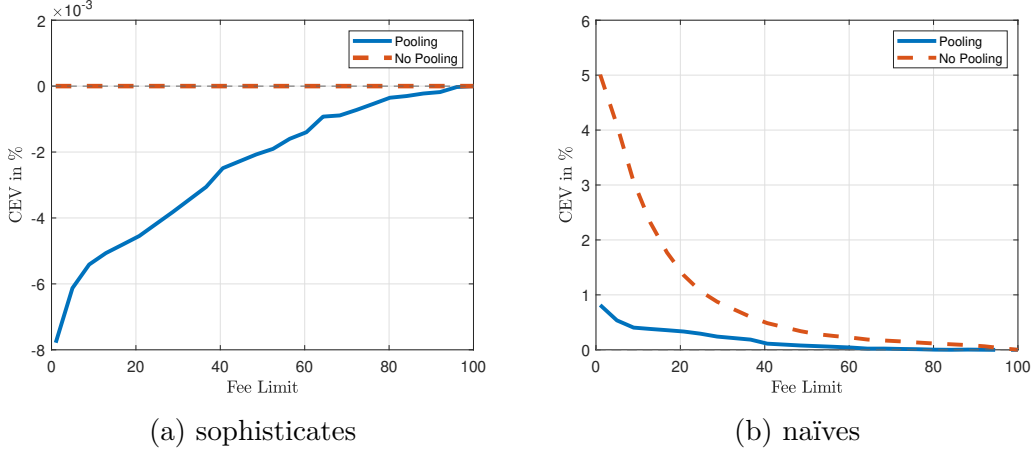 2 ×10⁻³
0
-2
-4
-6
-8
CEV in %
0 20 40 60 80 100
Fee Limit
Pooling
No Pooling
(a) sophisticates
6
5
4
3
2
1
0
CEV in %
0 20 40 60 80 100
Fee Limit
Pooling
No Pooling
(b) naïves